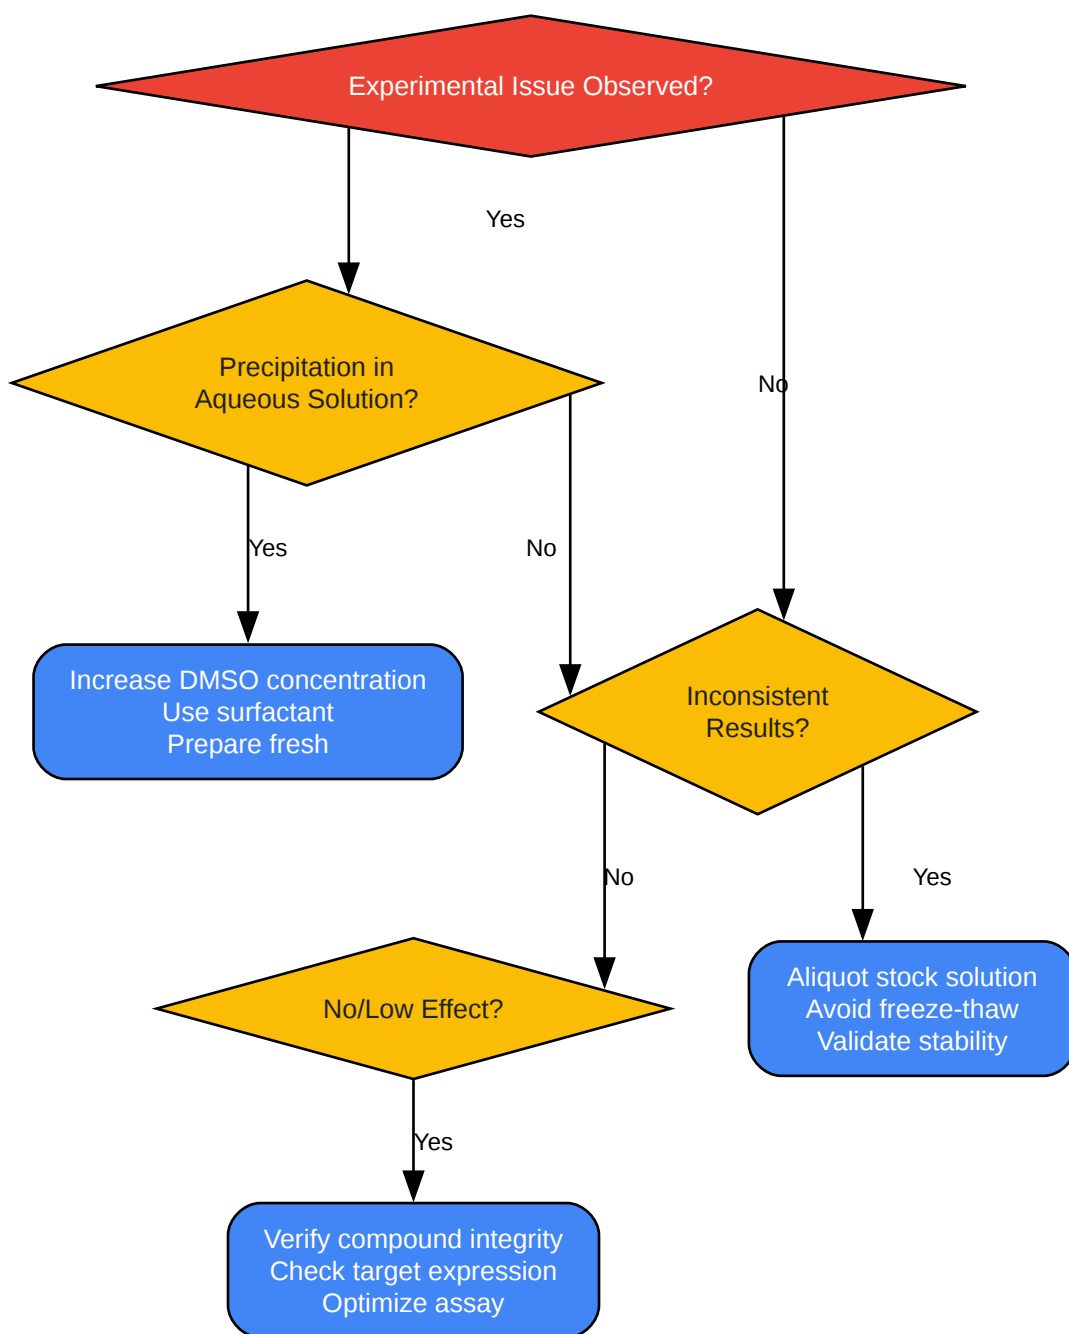 Experimental Issue Observed?
Yes
Precipitation in
Aqueous Solution?
No
Yes
No
Increase DMSO concentration
Use surfactant
Prepare fresh
Inconsistent
Results?
No
Yes
Aliquot stock solution
Avoid freeze-thaw
Validate stability
No/Low Effect?
Yes
Verify compound integrity
Check target expression
Optimize assay